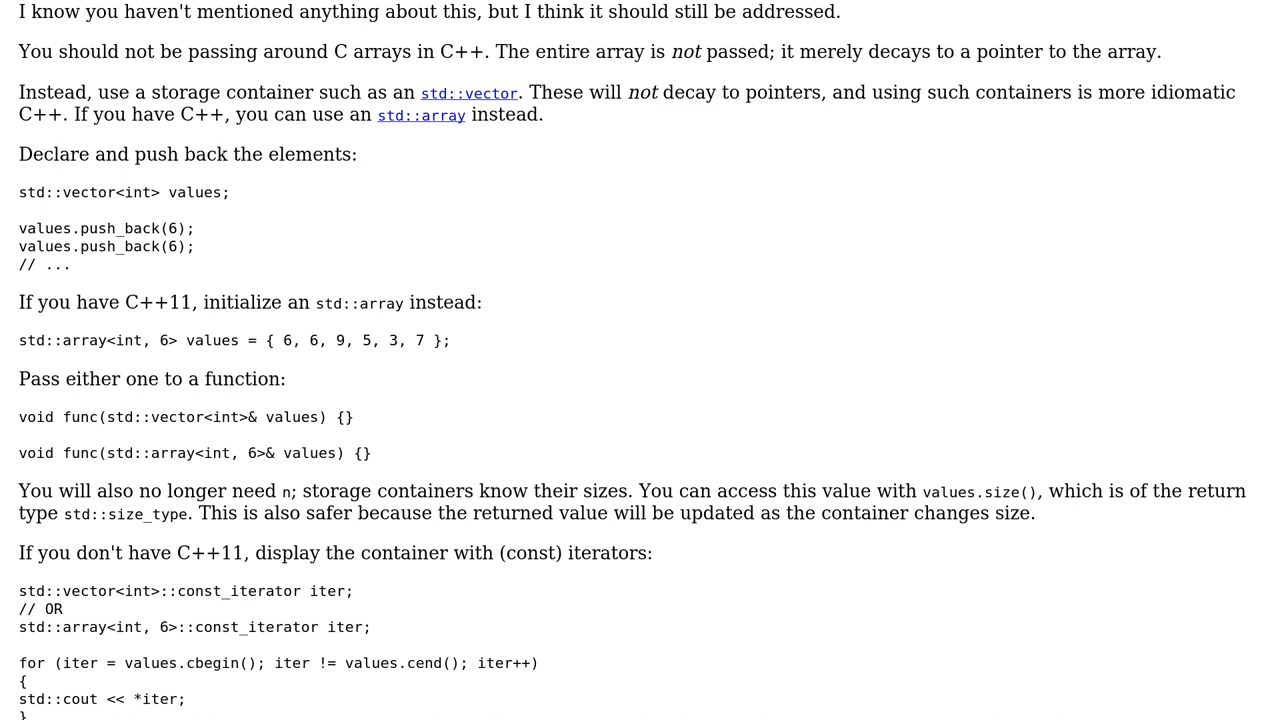 I know you haven't mentioned anything about this, but I think it should still be addressed.
You should not be passing around C arrays in C++. The entire array is not passed; it merely decays to a pointer to the array.
Instead, use a storage container such as an std::vector. These will not decay to pointers, and using such containers is more idiomatic
C++. If you have C++, you can use an std::array instead.
Declare and push back the elements:
std::vector<int> values;
values.push_back(6);
values.push_back(6);
// ...
If you have C++11, initialize an std::array instead:
std::array<int, 6> values = { 6, 6, 9, 5, 3, 7 };
Pass either one to a function:
void func(std::vector<int>& values) {}
void func(std::array<int, 6>& values) {}
You will also no longer need n; storage containers know their sizes. You can access this value with values.size(), which is of the return
type std::size_type. This is also safer because the returned value will be updated as the container changes size.
If you don't have C++11, display the container with (const) iterators:
std::vector<int>::const_iterator iter;
// OR
std::array<int, 6>::const_iterator iter;
for (iter = values.cbegin(); iter != values.cend(); iter++)
{
std::cout << *iter;
}